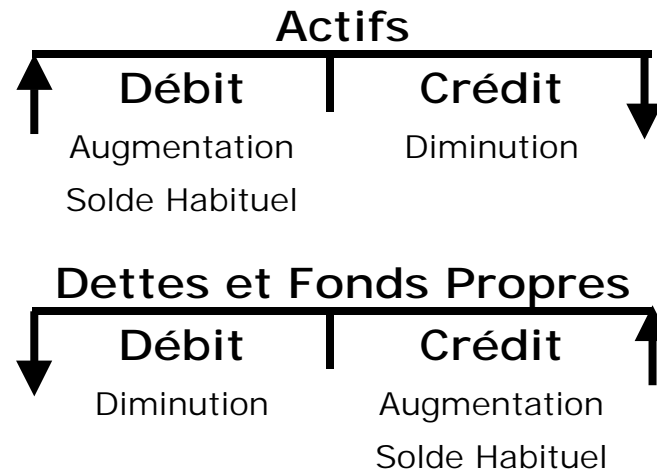 Actifs
Débit Crédit
Augmentation Diminution
Solde Habituel
Dettes et Fonds Propres
Débit Crédit
Diminution Augmentation
Solde Habituel